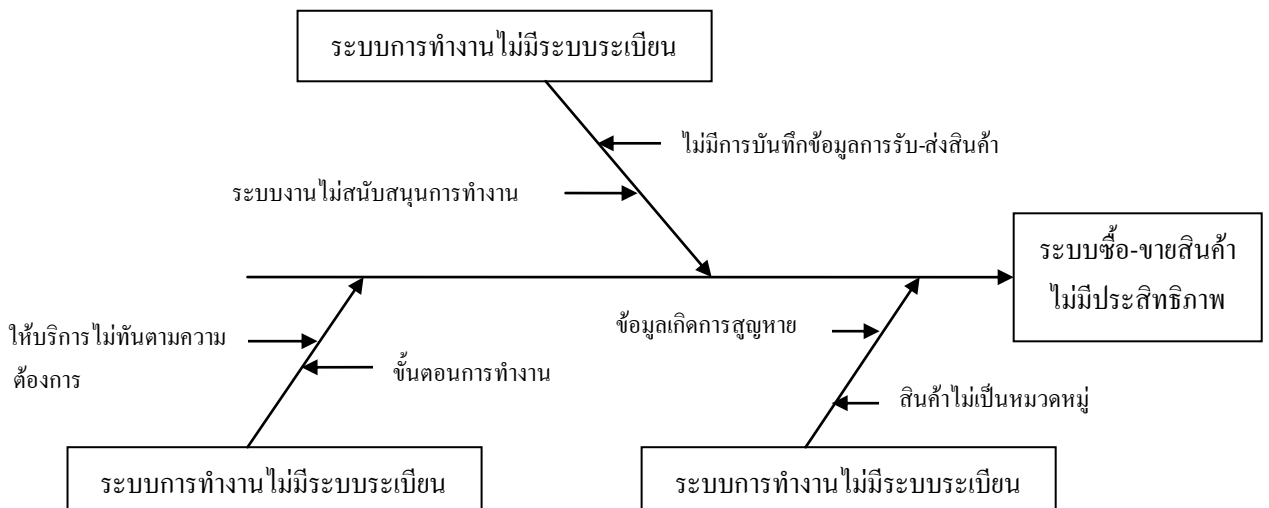 ระบบการทำงานไม่มีระบบระเบียน
ไม่มีการบันทึกข้อมูลการรับ-ส่งสินค้า
ระบบงานไม่สนับสนุนการทำงาน
ระบบซื้อ-ขายสินค้า
ไม่มีประสิทธิภาพ
ให้บริการไม่ทันตามความ
ต้องการ
ขั้นตอนการทำงาน
ข้อมูลเกิดการสูญหาย
สินค้าไม่เป็นหมวดหมู่
ระบบการทำงานไม่มีระบบระเบียน
ระบบการทำงานไม่มีระบบระเบียน